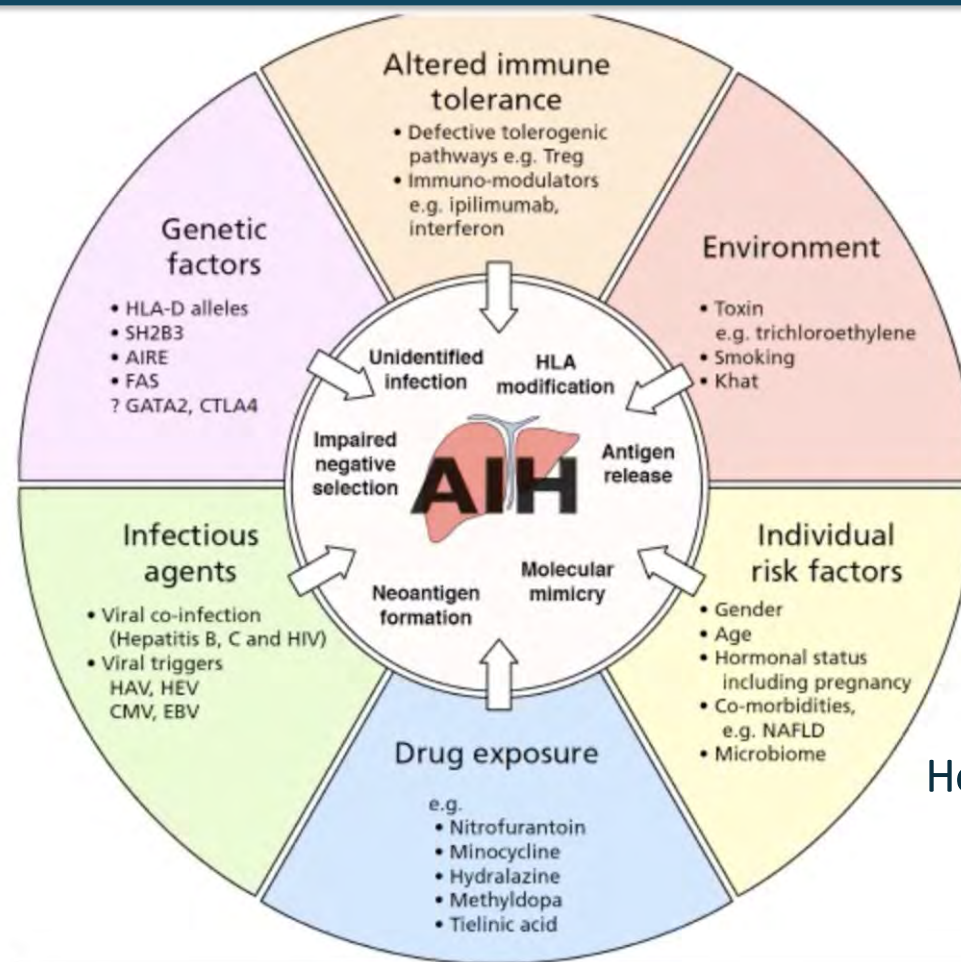 Altered immune
tolerance
• Defective tolerogenic
pathways e.g. Treg
• Immuno-modulators
e.g. ipilimumab,
interferon
Genetic
factors
• HLA-D alleles
• SH2B3
• AIRE
• FAS
? GATA2, CTLA4
Environment
• Toxin
e.g. trichloroethylene
• Smoking
• Khat
Unidentified
infection
HLA
modification
Impaired
negative
selection
AIH
Antigen
release
Neoantigen
formation
Molecular
mimicry
Infectious
agents
• Viral co-infection
(Hepatitis B, C and HIV)
• Viral triggers
HAV, HEV
CMV, EBV
Individual
risk factors
• Gender
• Age
• Hormonal status
including pregnancy
• Co-morbidities,
e.g. NAFLD
• Microbiome
Drug exposure
e.g.
• Nitrofurantoin
• Minocycline
• Hydralazine
• Methyldopa
• Tielinic acid